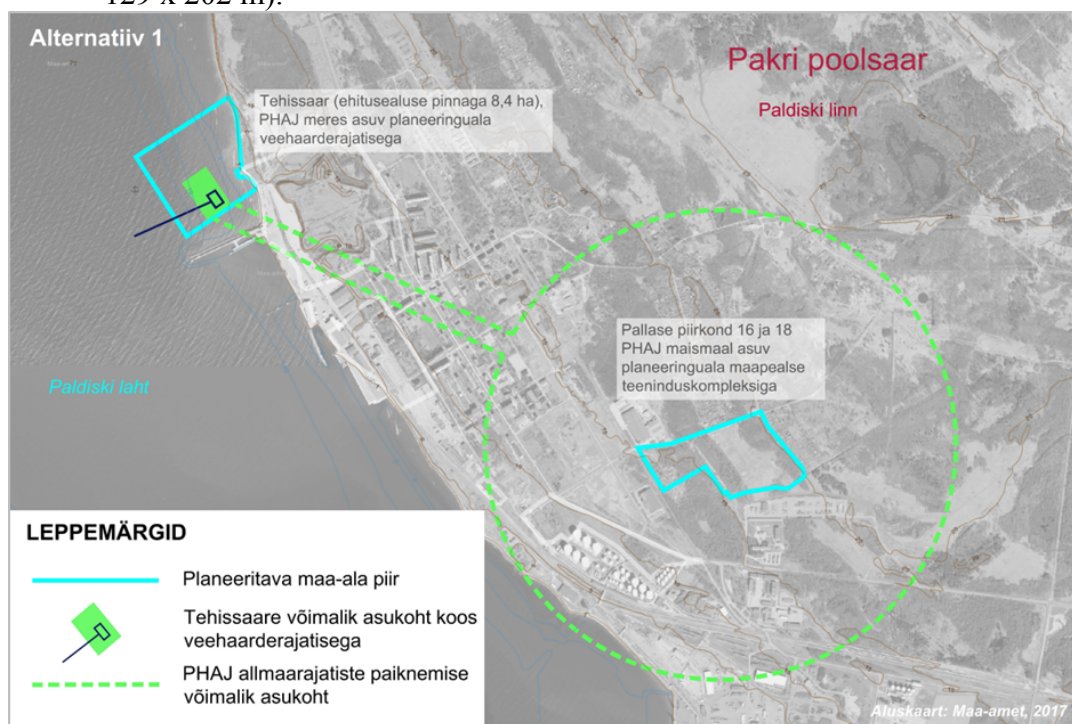 129 x 202 m).
Alternatiiv 1
Pakri poolsaar
Paldiski linn
Tehissaar (ehitusealuse pinnaga 8,4 ha),
PHAJ meres asuv planeeringuala
veehaarderajatisega
Pallase piirkond 16 ja 18
PHAJ maismaal asuv
planeeringuala maapealse
teeninduskompleksiga
Paldiski laht
LEPPEMÄRGID
Planeeritava maa-ala piir
Tehissaare võimalik asukoht koos
veehaarderajatisega
PHAJ allmaarajatiste paiknemise
võimalik asukoht
Aluskaart: Maa-amet, 2017